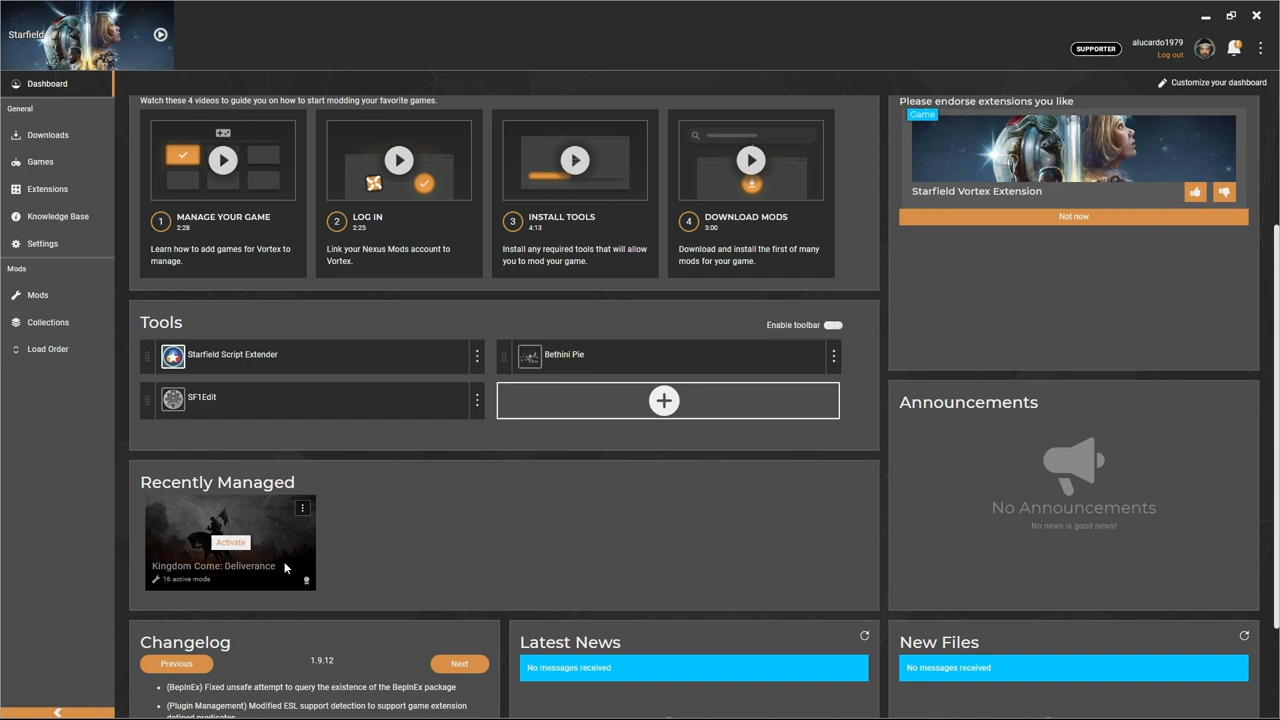 Starfield
SUPPORTER
alucardo1979
Log out
Dashboard
Customize your dashboard
General
Downloads
Games
Extensions
Knowledge Base
Settings
Mods
Mods
Collections
Load Order
Watch these 4 videos to guide you on how to start modding your favorite games.
1 MANAGE YOUR GAME
2:28
Learn how to add games for Vortex to
manage.
2 LOG IN
2:25
Link your Nexus Mods account to
Vortex.
3 INSTALL TOOLS
4:13
Install any required tools that will allow
you to mod your game.
4 DOWNLOAD MODS
3:00
Download and install the first of many
mods for your game.
Please endorse extensions you like
Game
Starfield Vortex Extension
Not now
Tools
Enable toolbar
Starfield Script Extender
Bethini Pie
SF1Edit
Announcements
No Announcements
No news is good news!
Recently Managed
Activate
Kingdom Come: Deliverance
16 active mods
Changelog
Previous
1.9.12
Next
(BepInEx) Fixed unsafe attempt to query the existence of the BepInEx package
(Plugin Management) Modified ESL support detection to support game extension
defined predicates
Latest News
No messages received
New Files
No messages received